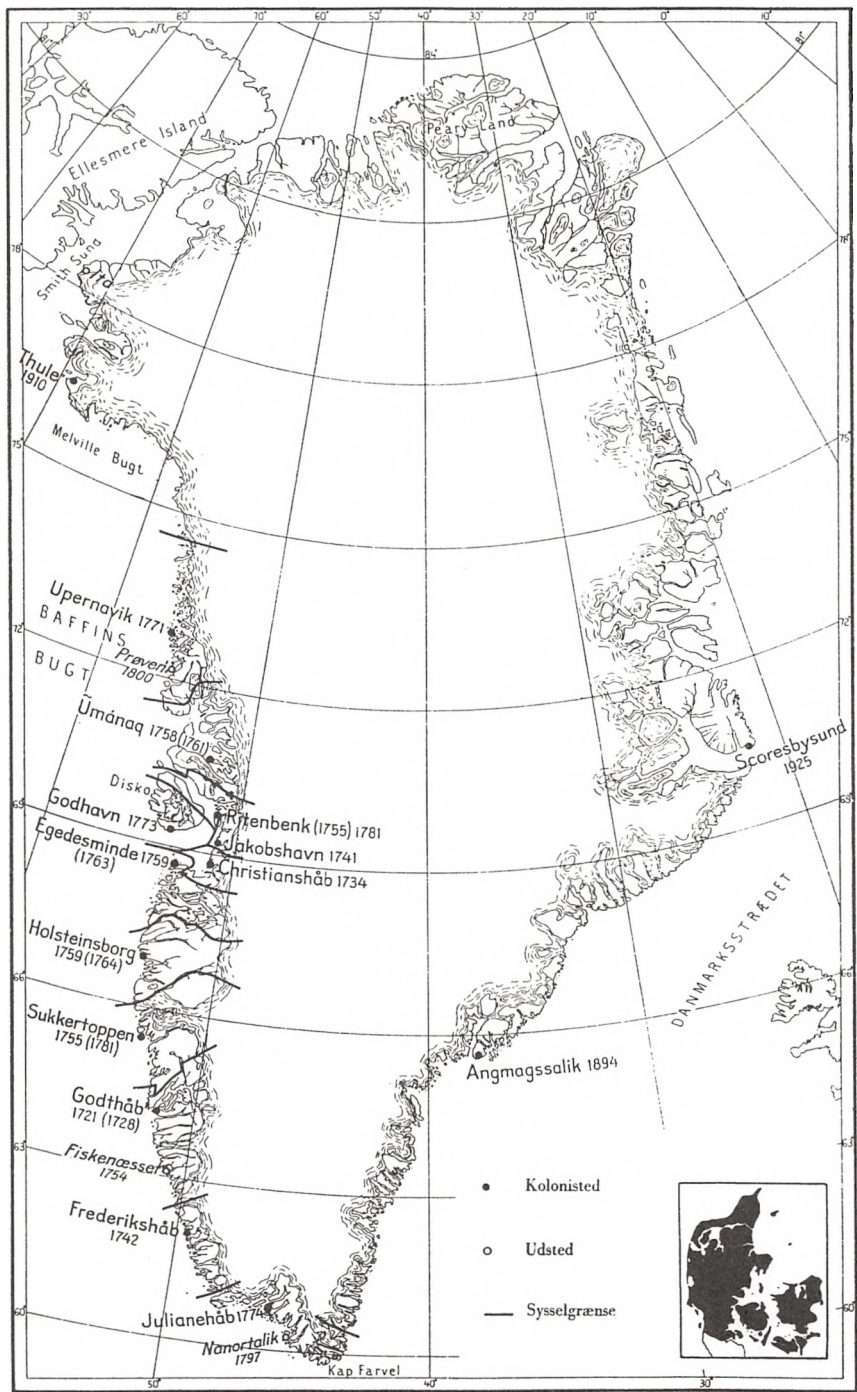 30° 80° 70° 60° 50° 40° 30° 20° 10° 0° 10°
81° 81°
84°
Peary Land
Ellesmere Island
78° 78°
Smith Sund
Thule
1910
Melville Bugt
75° 75°
Upernavik 1771
BAFFINS
BUGT
72° 72°
Prøven
1800
Ũmánaq 1758 (1761)
Disko
Scoresbysund
1925
69° 69°
Godhavn 1773
Ritenbenk (1755) 1781
Jakobshavn 1741
Egedesminde 1759
(1763)
Christianshåb 1734
Holsteinsborg
1759 (1764)
DANMARKSSTRÆDET
66° 66°
Sukkertoppen
1755 (1781)
Angmagssalik 1894
Godthåb
1721 (1728)
63° 63°
Fiskenæsset
1754
Kolonisted
Frederikshåb
1742
Udsted
Julianehåb 1774
Sysselgrænse
60° 60°
Nanortalik
1797
Kap Farvel
50° 40° 30°